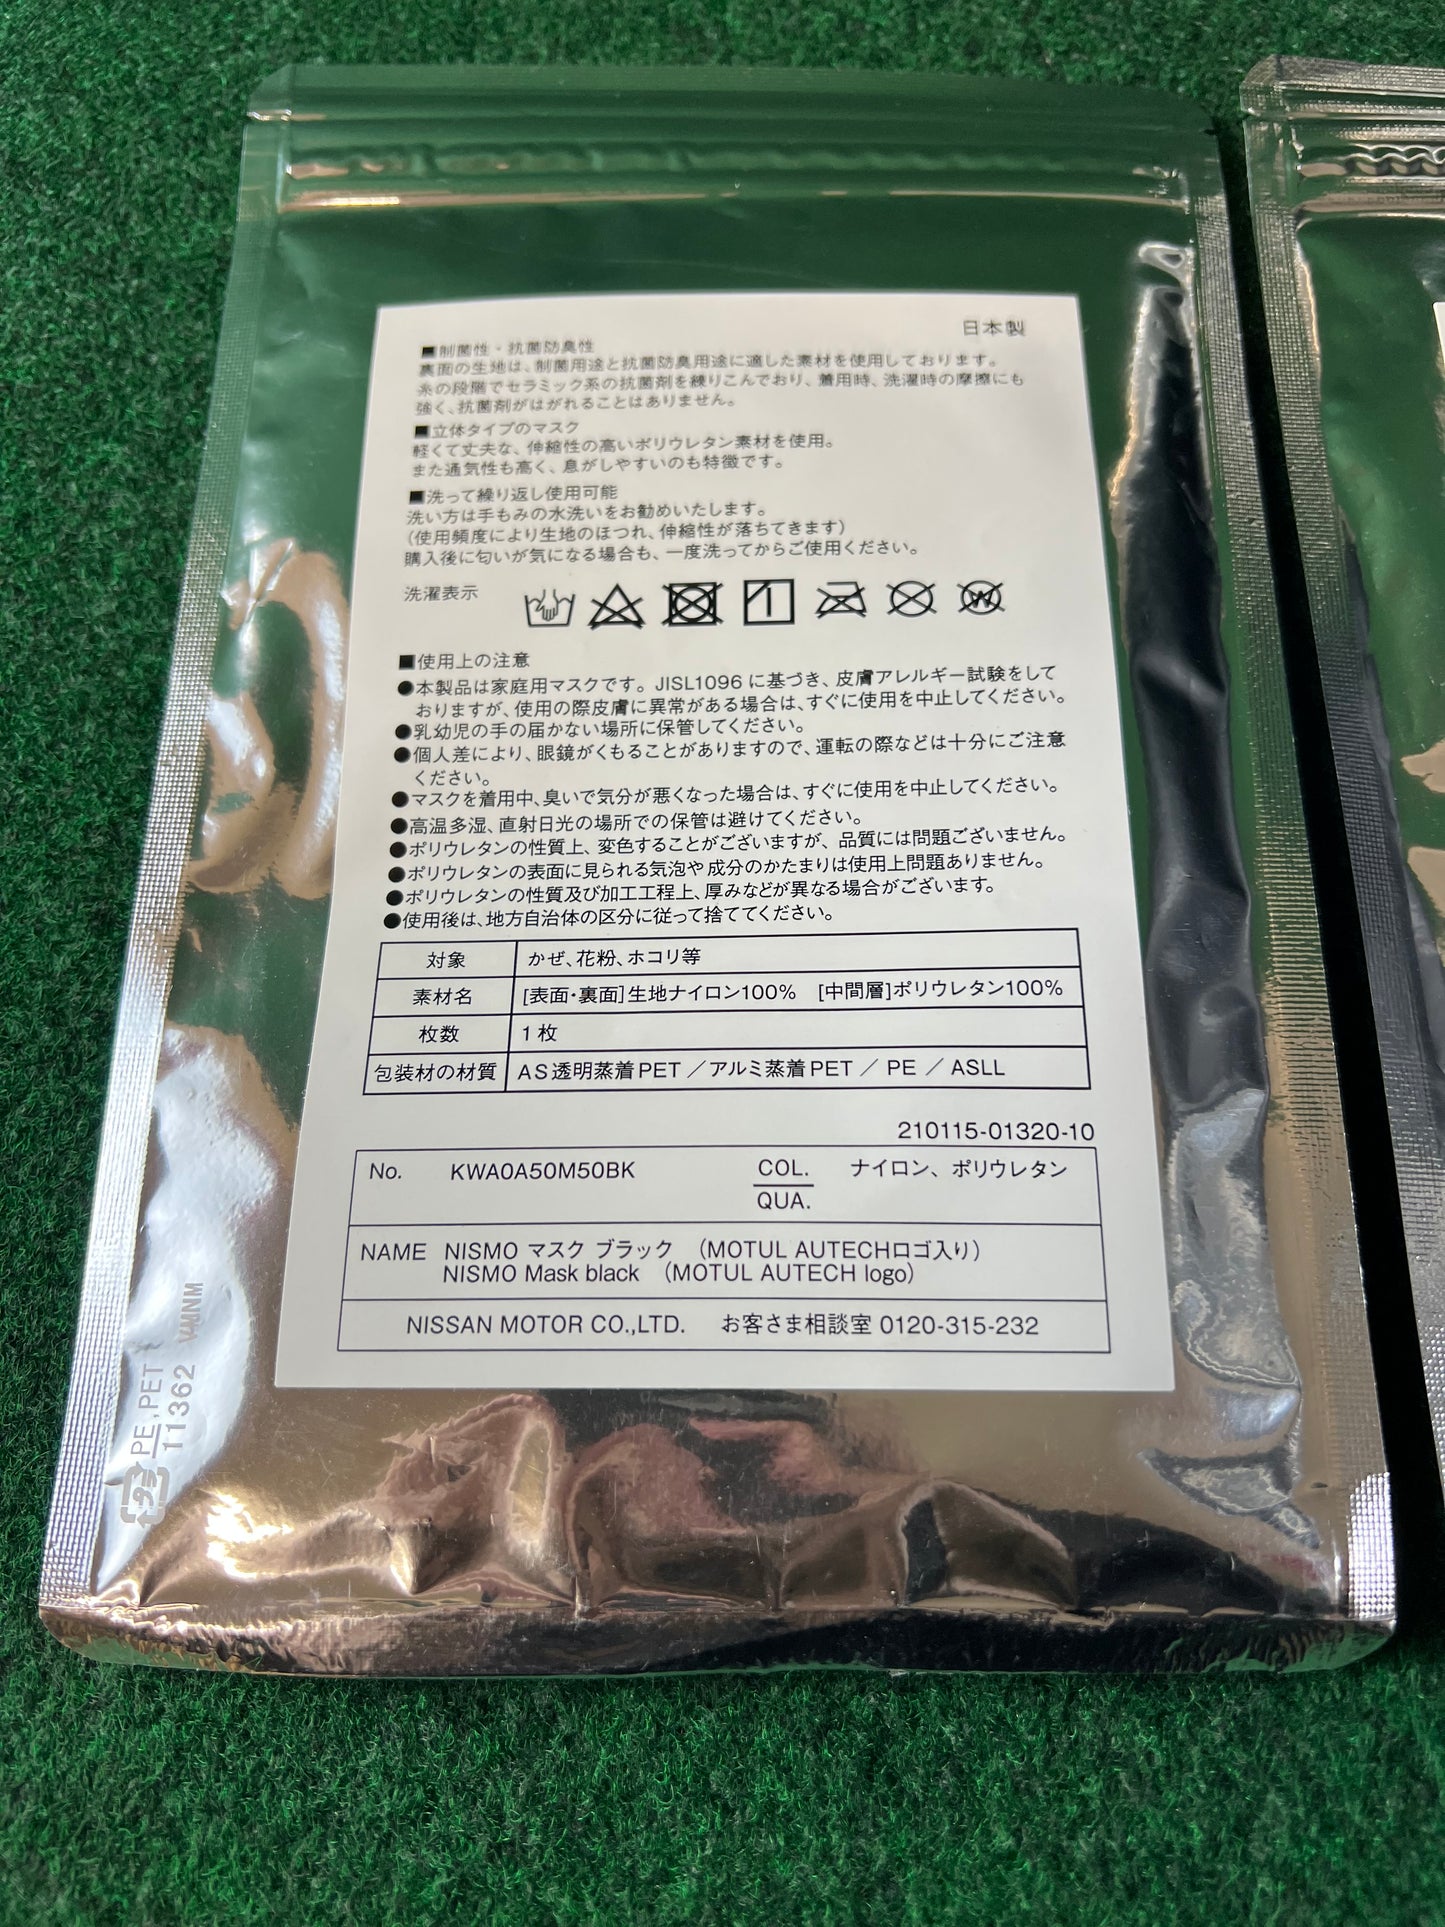 日本製
■制菌性・抗菌防臭性
裏面の生地は、制菌用途と抗菌防臭用途に適した素材を使用しております。
糸の段階でセラミック系の抗菌剤を練りこんでおり、着用時、洗濯時の摩擦にも
強く、抗菌剤がはがれることはありません。
■立体タイプのマスク
軽くて丈夫な、伸縮性の高いポリウレタン素材を使用。
また通気性も高く、息がしやすいのも特徴です。
■洗って繰り返し使用可能
洗い方は手もみの水洗いをお勧めいたします。
(使用頻度により生地のほつれ、伸縮性が落ちてきます)
購入後に匂いが気になる場合も、一度洗ってからご使用ください。
洗濯表示
W
■使用上の注意
●本製品は家庭用マスクです。JISL1096に基づき、皮膚アレルギー試験をして
おりますが、使用の際皮膚に異常がある場合は、すぐに使用を中止してください。
●乳幼児の手の届かない場所に保管してください。
●個人差により、眼鏡がくもることがありますので、運転の際などは十分にご注意
ください。
●マスクを着用中、臭いで気分が悪くなった場合は、すぐに使用を中止してください。
●高温多湿、直射日光の場所での保管は避けてください。
●ポリウレタンの性質上、変色することがございますが、品質には問題ございません。
●ポリウレタンの表面に見られる気泡や成分のかたまりは使用上問題ありません。
●ポリウレタンの性質及び加工工程上、厚みなどが異なる場合がございます。
●使用後は、地方自治体の区分に従って捨ててください。
対象 かぜ、花粉、ホコリ等
素材名 [表面・裏面]生地ナイロン100% [中間層]ポリウレタン100%
枚数 1枚
包装材の材質 AS透明蒸着PET／アルミ蒸着PET／PE／ASLL
210115-01320-10
No. KWA0A50M50BK COL. ナイロン、ポリウレタン
QUA.
NAME NISMO マスク ブラック (MOTUL AUTECHロゴ入り)
NISMO Mask black (MOTUL AUTECH logo)
NISSAN MOTOR CO.,LTD. お客さま相談室 0120-315-232
プラ PE,PET
11362